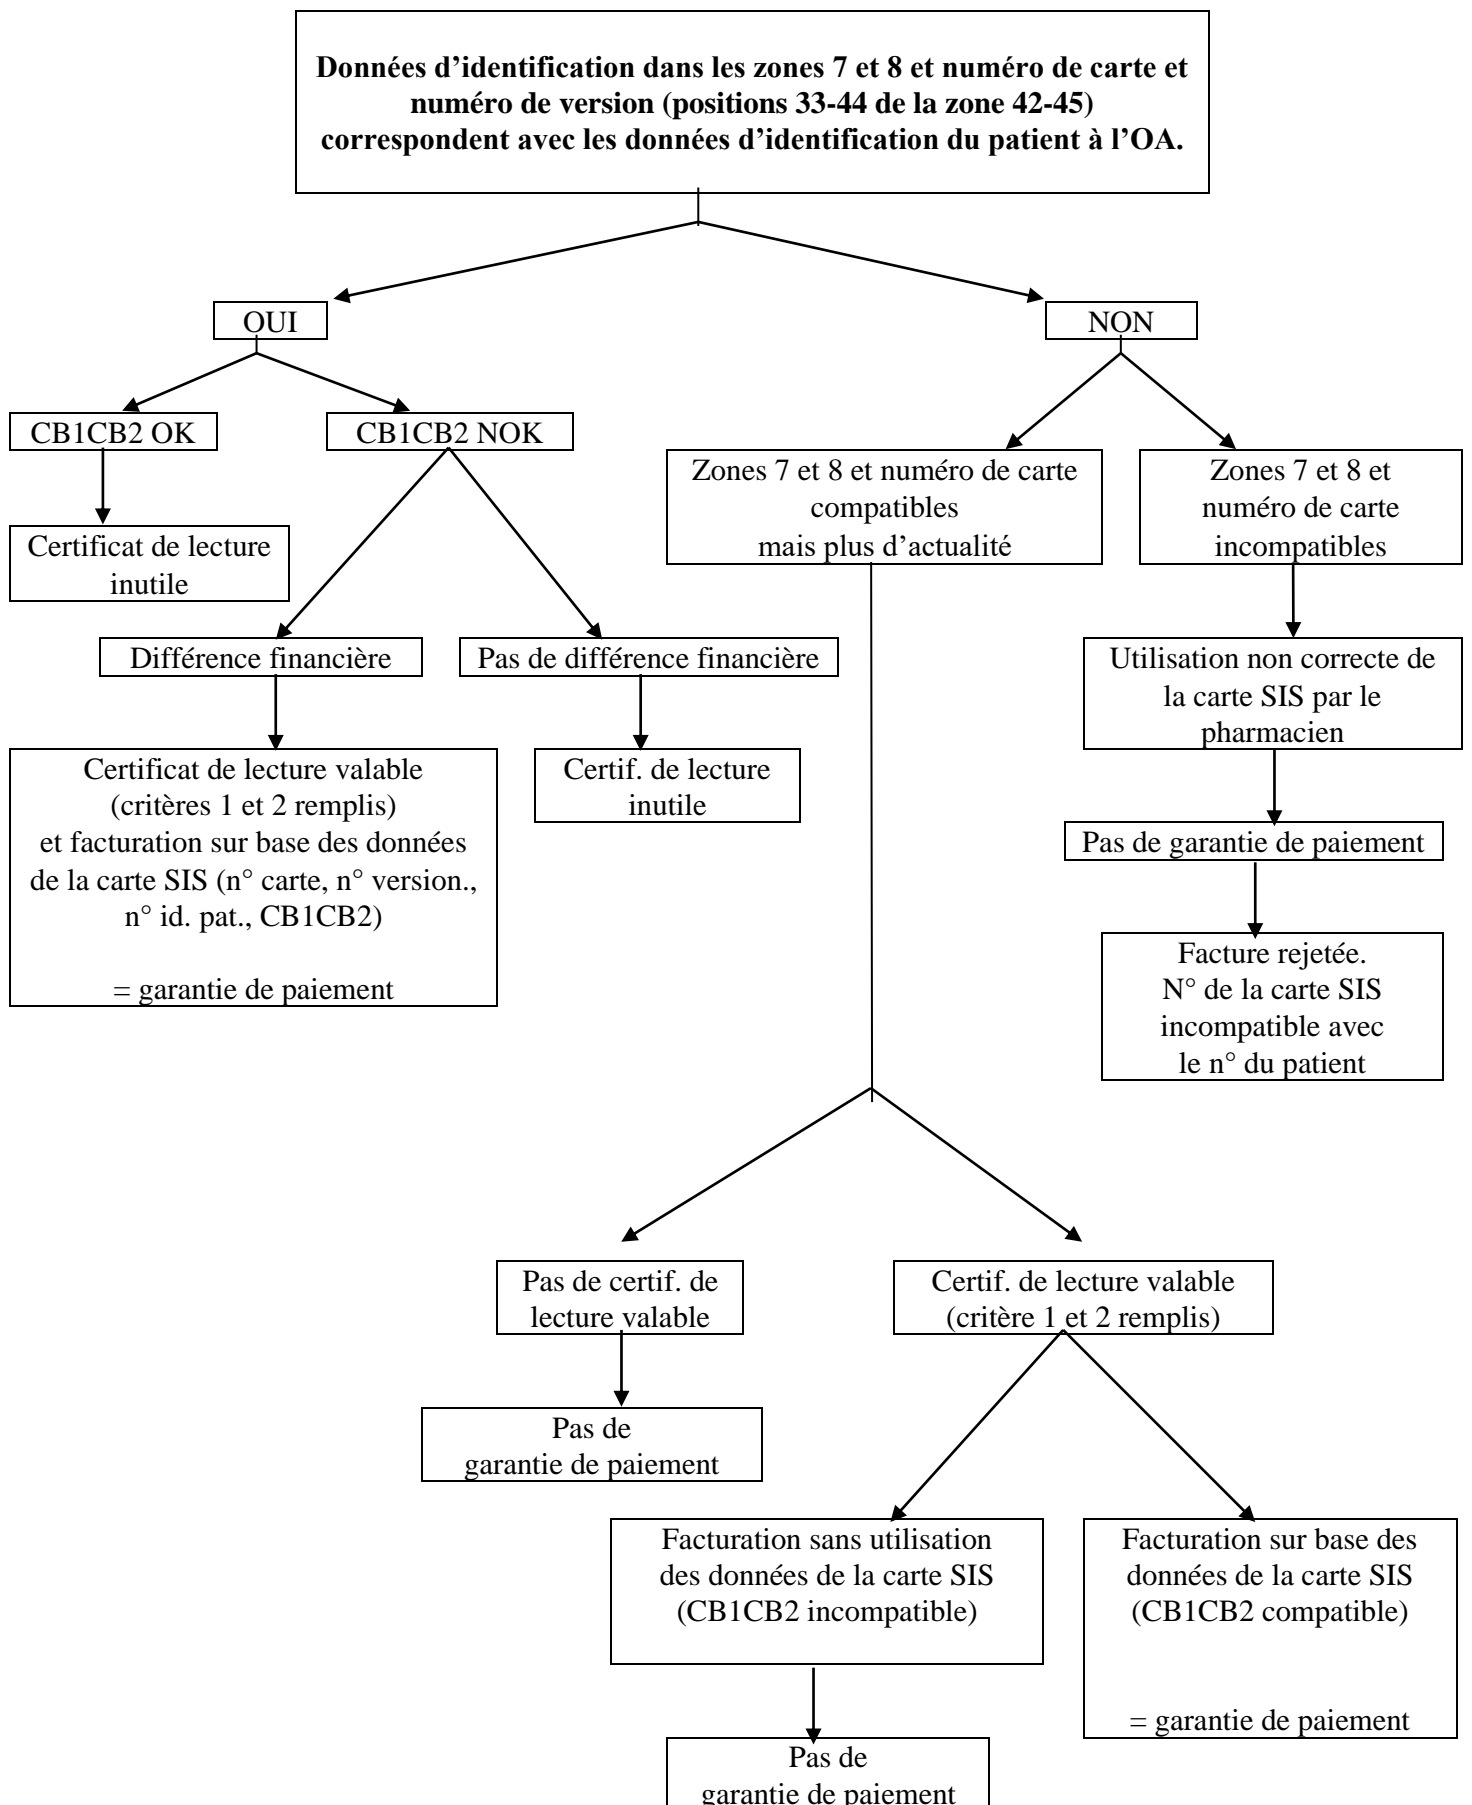 Données d’identification dans les zones 7 et 8 et numéro de carte et
numéro de version (positions 33-44 de la zone 42-45)
correspondent avec les données d’identification du patient à l’OA.
OUI
NON
CB1CB2 OK
CB1CB2 NOK
Zones 7 et 8 et numéro de carte
compatibles
mais plus d’actualité
Zones 7 et 8 et
numéro de carte
incompatibles
Certificat de lecture
inutile
Différence financière
Pas de différence financière
Utilisation non correcte de
la carte SIS par le
pharmacien
Certificat de lecture valable
(critères 1 et 2 remplis)
et facturation sur base des données
de la carte SIS (n° carte, n° version.,
n° id. pat., CB1CB2)
= garantie de paiement
Certif. de lecture
inutile
Pas de garantie de paiement
Facture rejetée.
N° de la carte SIS
incompatible avec
le n° du patient
Pas de certif. de
lecture valable
Certif. de lecture valable
(critère 1 et 2 remplis)
Pas de
garantie de paiement
Facturation sans utilisation
des données de la carte SIS
(CB1CB2 incompatible)
Facturation sur base des
données de la carte SIS
(CB1CB2 compatible)
= garantie de paiement
Pas de
garantie de paiement